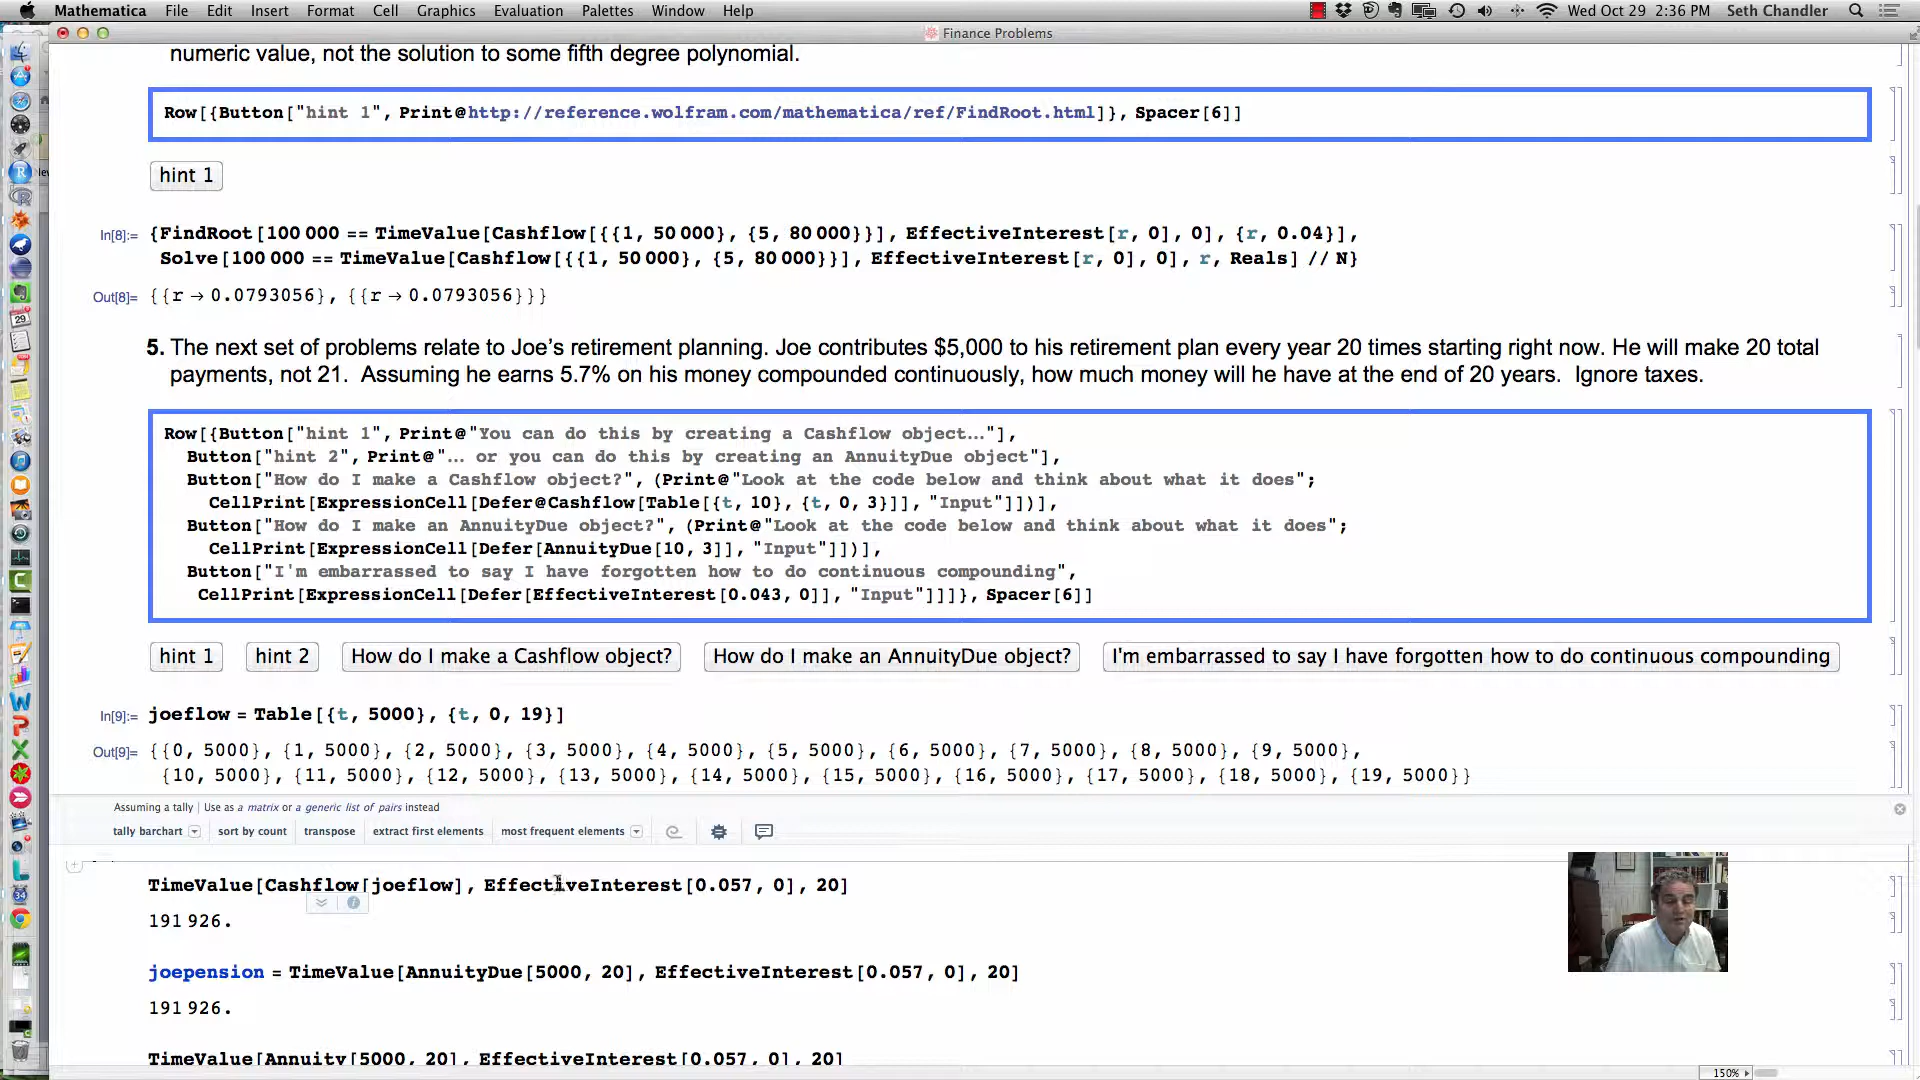 Mathematica File Edit Insert Format Cell Graphics Evaluation Palettes Window Help Wed Oct 29 2:36 PM Seth Chandler
Finance Problems
numeric value, not the solution to some fifth degree polynomial.
Row[{Button["hint 1", Print@http://reference.wolfram.com/mathematica/ref/FindRoot.html]}, Spacer[6]]
hint 1
In[8]:= {FindRoot[100 000 == TimeValue[Cashflow[{{1, 50 000}, {5, 80 000}}], EffectiveInterest[r, 0], 0], {r, 0.04}],
Solve[100 000 == TimeValue[Cashflow[{{1, 50 000}, {5, 80 000}}], EffectiveInterest[r, 0], 0], r, Reals] // N}
Out[8]= {{r → 0.0793056}, {{r → 0.0793056}}}
5. The next set of problems relate to Joe's retirement planning. Joe contributes $5,000 to his retirement plan every year 20 times starting right now. He will make 20 total
payments, not 21. Assuming he earns 5.7% on his money compounded continuously, how much money will he have at the end of 20 years. Ignore taxes.
Row[{Button["hint 1", Print@"You can do this by creating a Cashflow object…"],
Button["hint 2", Print@"… or you can do this by creating an AnnuityDue object"],
Button["How do I make a Cashflow object?", (Print@"Look at the code below and think about what it does";
CellPrint[ExpressionCell[Defer@Cashflow[Table[{t, 10}, {t, 0, 3}]], "Input"]])],
Button["How do I make an AnnuityDue object?", (Print@"Look at the code below and think about what it does";
CellPrint[ExpressionCell[Defer[AnnuityDue[10, 3]], "Input"]])],
Button["I'm embarrassed to say I have forgotten how to do continuous compounding",
CellPrint[ExpressionCell[Defer[EffectiveInterest[0.043, 0]], "Input"]]]}, Spacer[6]]
hint 1 hint 2 How do I make a Cashflow object? How do I make an AnnuityDue object? I'm embarrassed to say I have forgotten how to do continuous compounding
In[9]:= joeflow = Table[{t, 5000}, {t, 0, 19}]
Out[9]= {{0, 5000}, {1, 5000}, {2, 5000}, {3, 5000}, {4, 5000}, {5, 5000}, {6, 5000}, {7, 5000}, {8, 5000}, {9, 5000},
{10, 5000}, {11, 5000}, {12, 5000}, {13, 5000}, {14, 5000}, {15, 5000}, {16, 5000}, {17, 5000}, {18, 5000}, {19, 5000}}
Assuming a tally | Use as a matrix or a generic list of pairs instead
tally barchart sort by count transpose extract first elements most frequent elements
TimeValue[Cashflow[joeflow], EffectiveInterest[0.057, 0], 20]
191 926.
joepension = TimeValue[AnnuityDue[5000, 20], EffectiveInterest[0.057, 0], 20]
191 926.
TimeValue[Annuity[5000, 20], EffectiveInterest[0.057, 0], 20]
150%